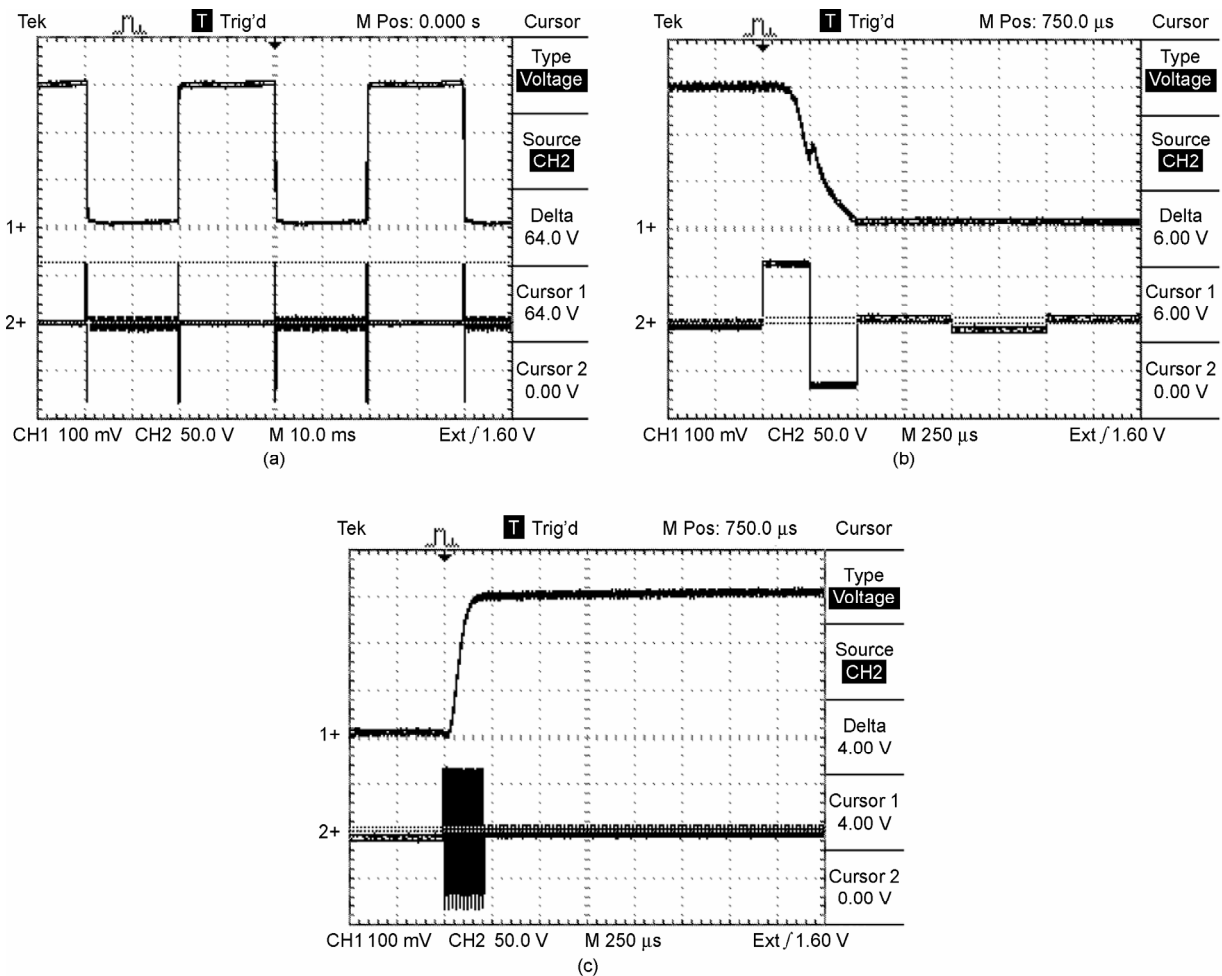 Tek T Trig'd M Pos: 0.000 s Cursor
Type
Voltage
Source
CH2
Delta
64.0 V
Cursor 1
64.0 V
Cursor 2
0.00 V
1+
2+
CH1 100 mV CH2 50.0 V M 10.0 ms Ext ∫ 1.60 V
(a)
Tek T Trig'd M Pos: 750.0 μs Cursor
Type
Voltage
Source
CH2
Delta
6.00 V
Cursor 1
6.00 V
Cursor 2
0.00 V
1+
2+
CH1 100 mV CH2 50.0 V M 250 μs Ext ∫ 1.60 V
(b)
Tek T Trig'd M Pos: 750.0 μs Cursor
Type
Voltage
Source
CH2
Delta
4.00 V
Cursor 1
4.00 V
Cursor 2
0.00 V
1+
2+
CH1 100 mV CH2 50.0 V M 250 μs Ext ∫ 1.60 V
(c)